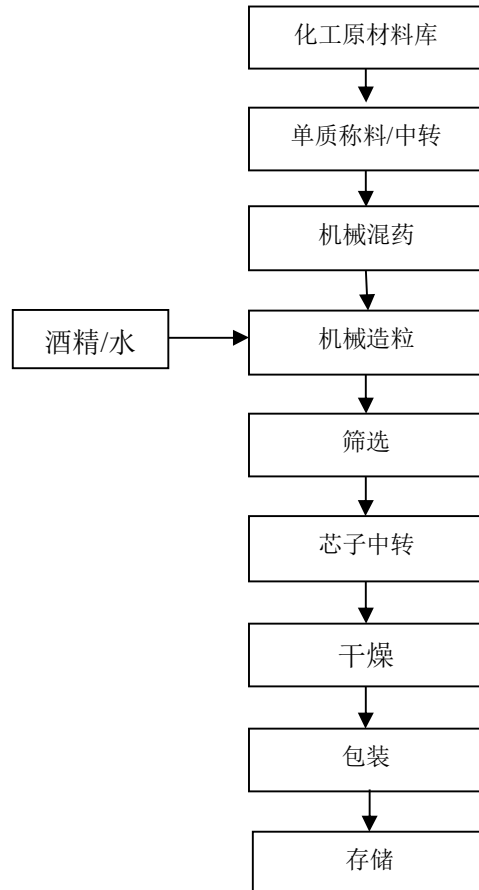 化工原材料库
单质称料/中转
机械混药
酒精/水
机械造粒
筛选
芯子中转
干燥
包装
存储